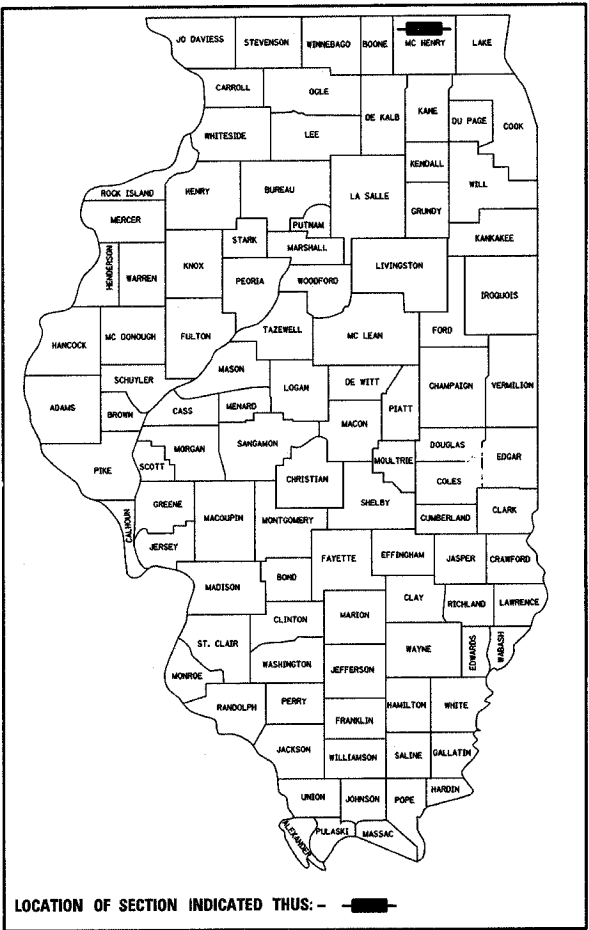 JO DAVIESS STEVENSON WINNEBAGO BOONE MC HENRY LAKE
CARROLL OGLE
DE KALB KANE DU PAGE COOK
WHITESIDE LEE
KENDALL WILL
ROCK ISLAND HENRY BUREAU LA SALLE GRUNDY
MERCER PUTNAM
STARK MARSHALL KANKAKEE
HENDERSON WARREN KNOX PEORIA WOODFORD LIVINGSTON IROQUOIS
HANCOCK MC DONOUGH FULTON TAZEWELL MC LEAN FORD
MASON
SCHUYLER LOGAN DE WITT CHAMPAIGN VERMILION
ADAMS BROWN CASS MENARD MACON PIATT
MORGAN SANGAMON DOUGLAS EDGAR
PIKE SCOTT CHRISTIAN MOULTRIE COLES
GREENE SHELBY
CALHOUN MACOUPIN MONTGOMERY CUMBERLAND CLARK
JERSEY
FAYETTE EFFINGHAM JASPER CRAWFORD
MADISON BOND
CLAY RICHLAND LAWRENCE
CLINTON MARION
ST. CLAIR WAYNE EDWARDS WABASH
WASHINGTON JEFFERSON
MONROE
RANDOLPH PERRY HAMILTON WHITE
FRANKLIN
JACKSON WILLIAMSON SALINE GALLATIN
HARDIN
UNION JOHNSON POPE
ALEXANDER PULASKI MASSAC
LOCATION OF SECTION INDICATED THUS: -